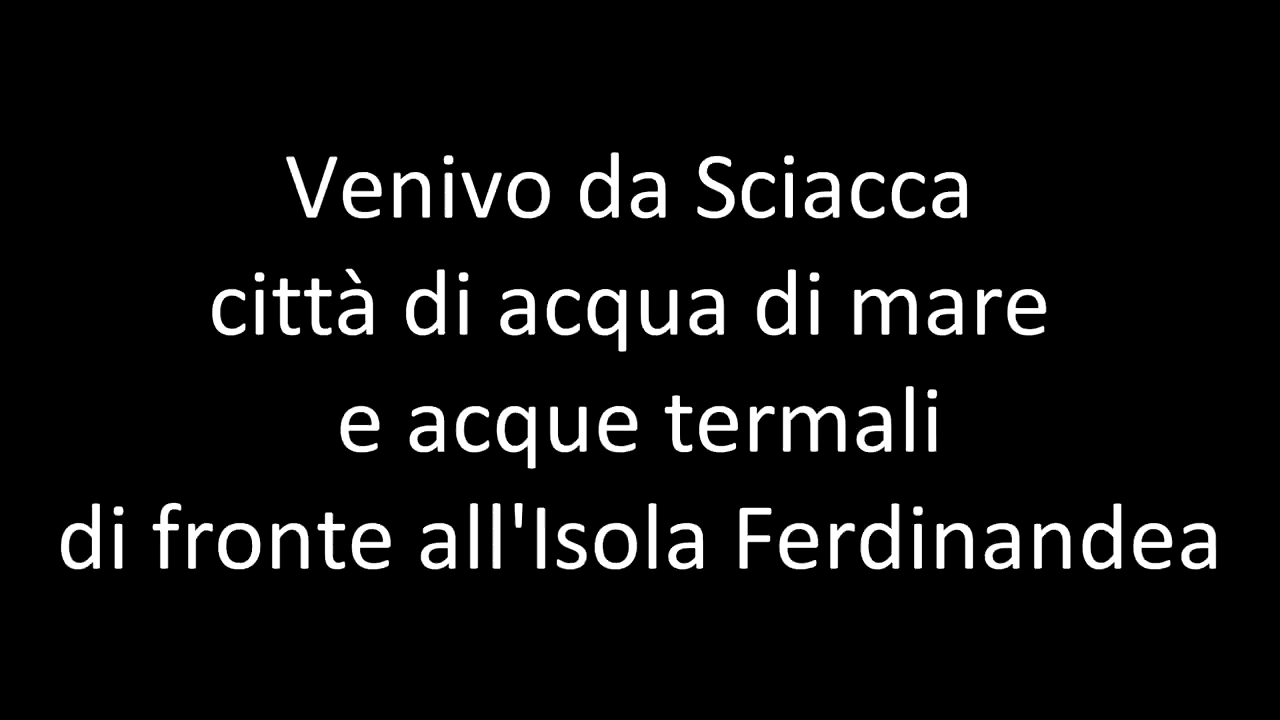 Venivo da Sciacca
città di acqua di mare
e acque termali
di fronte all'Isola Ferdinandea